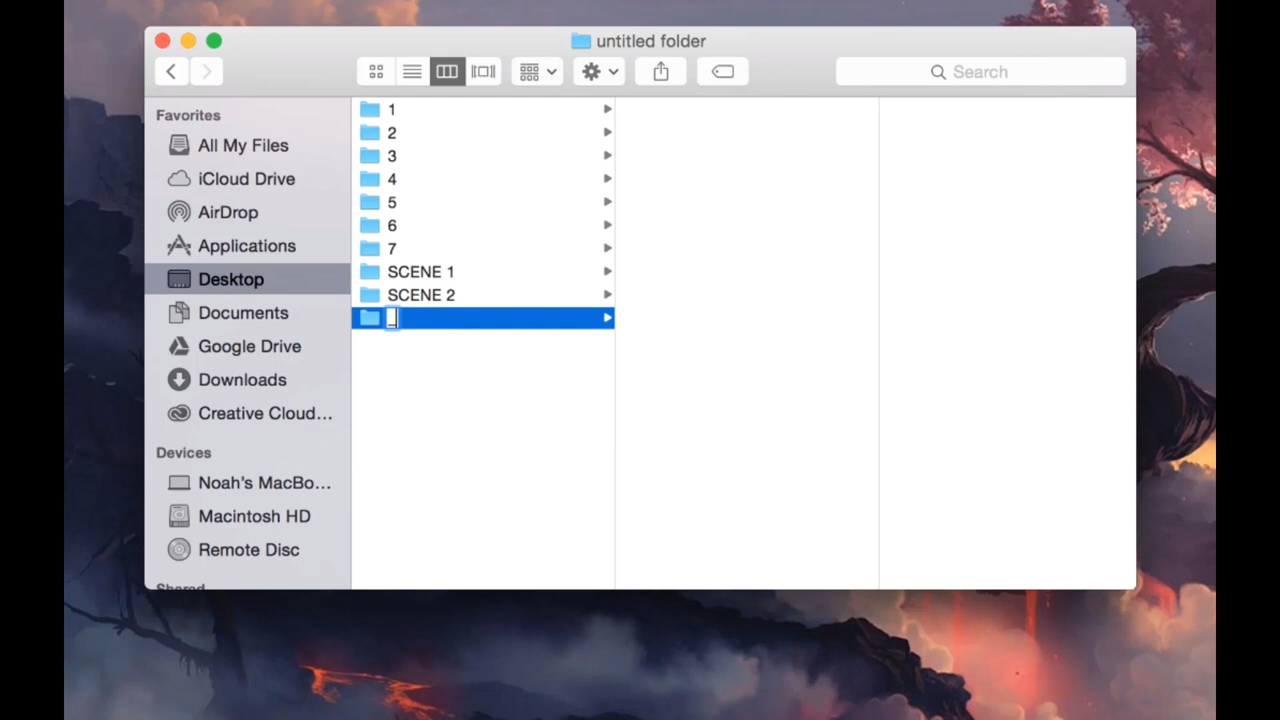 untitled folder
Search
Favorites
All My Files
iCloud Drive
AirDrop
Applications
Desktop
Documents
Google Drive
Downloads
Creative Cloud...
Devices
Noah's MacBo...
Macintosh HD
Remote Disc
Shared
1
2
3
4
5
6
7
SCENE 1
SCENE 2
_